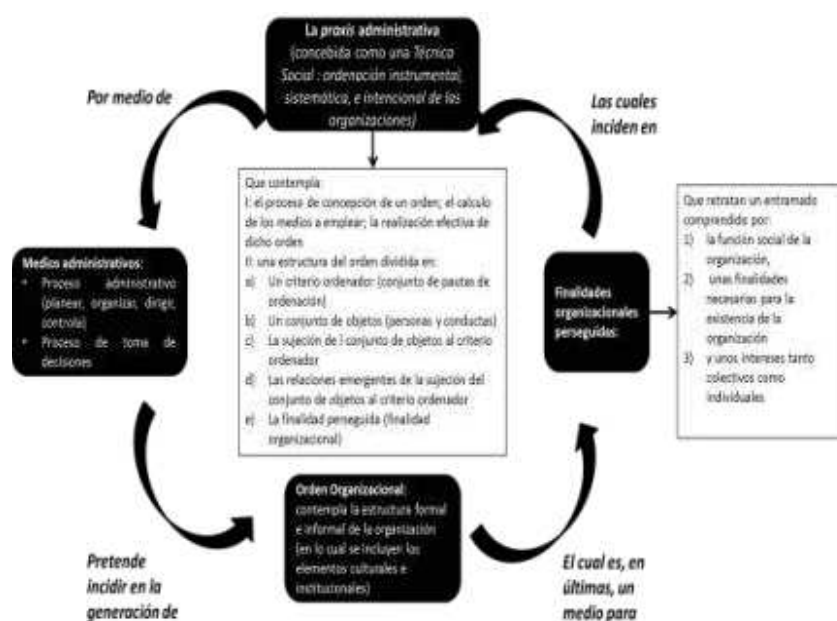 La praxis administrativa
(concebida como una Técnica
Social : ordenación instrumental,
sistemática, e intencional de las
organizaciones)
Por medio de
Las cuales
inciden en
Que contempla:
I: el proceso de concepción de un orden; el calculo
de los medios a emplear; la realización efectiva de
dicho orden
II: una estructura del orden dividida en:
a) Un criterio ordenador (conjunto de pautas de
ordenación)
b) Un conjunto de objetos (personas y conductas)
c) La sujeción de l conjunto de objetos al criterio
ordenador
d) Las relaciones emergentes de la sujeción del
conjunto de objetos al criterio ordenador
e) La finalidad perseguida (finalidad
organizacional)
Medios administrativos:
• Proceso administrativo
(planear, organizar, dirigir,
controla)
• Proceso de toma de
decisiones
Finalidades
organizacionales
perseguidas:
Que retratan un entramado
comprendido por:
1) la función social de la
organización,
2) unas finalidades
necesarias para la
existencia de la
organización
3) y unos intereses tanto
colectivos como
individuales
Orden Organizacional:
contempla la estructura formal
e informal de la organización
(en lo cual se incluyen los
elementos culturales e
institucionales)
Pretende
incidir en la
generación de
El cual es, en
últimas, un
medio para